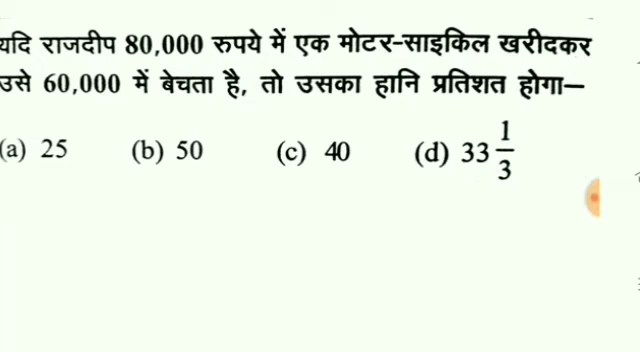 यदि राजदीप 80,000 रुपये में एक मोटर-साइकिल खरीदकर
उसे 60,000 में बेचता है, तो उसका हानि प्रतिशत होगा—
(a) 25 (b) 50 (c) 40 (d) 33 1/3